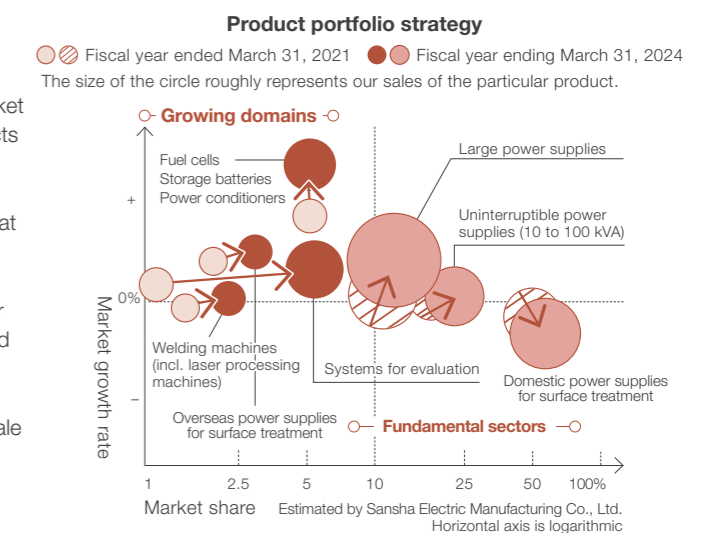 Product portfolio strategy
Fiscal year ended March 31, 2021 Fiscal year ending March 31, 2024
The size of the circle roughly represents our sales of the particular product.
ket
ts
at
r
d
ale
Growing domains
Fuel cells
Storage batteries
Power conditioners
Large power supplies
Uninterruptible power
supplies (10 to 100 kVA)
+
0%
−
Market growth rate
Welding machines
(incl. laser processing
machines)
Systems for evaluation
Domestic power supplies
for surface treatment
Overseas power supplies
for surface treatment
Fundamental sectors
1 2.5 5 10 25 50 100%
Market share
Estimated by Sansha Electric Manufacturing Co., Ltd.
Horizontal axis is logarithmic